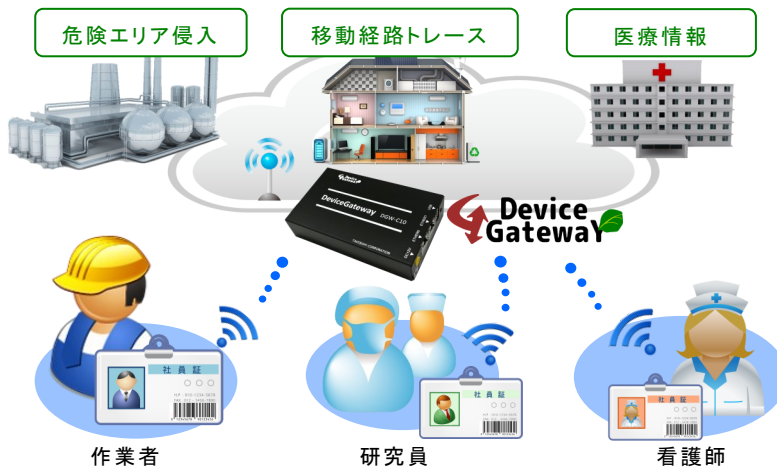 危険エリア侵入
移動経路トレース
医療情報
Device Gateway
DeviceGateway DGW-C10
Device
GatewaY
社員証
社員証
社員証
作業者
研究員
看護師